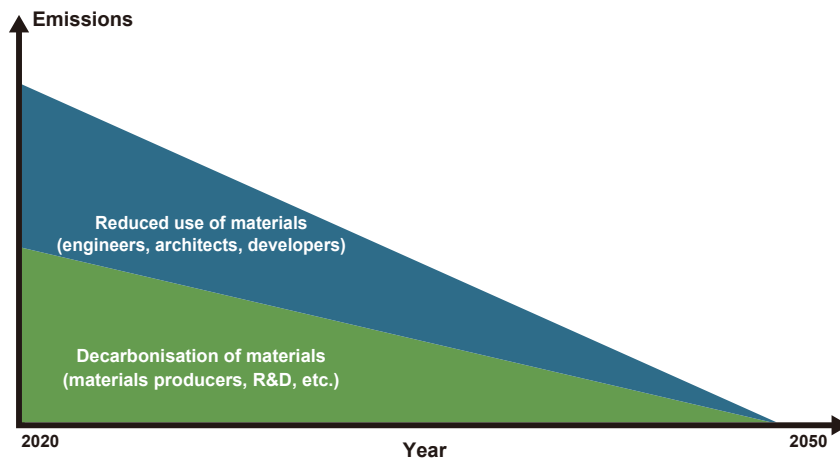 Emissions
Reduced use of materials
(engineers, architects, developers)
Decarbonisation of materials
(materials producers, R&D, etc.)
2020
Year
2050